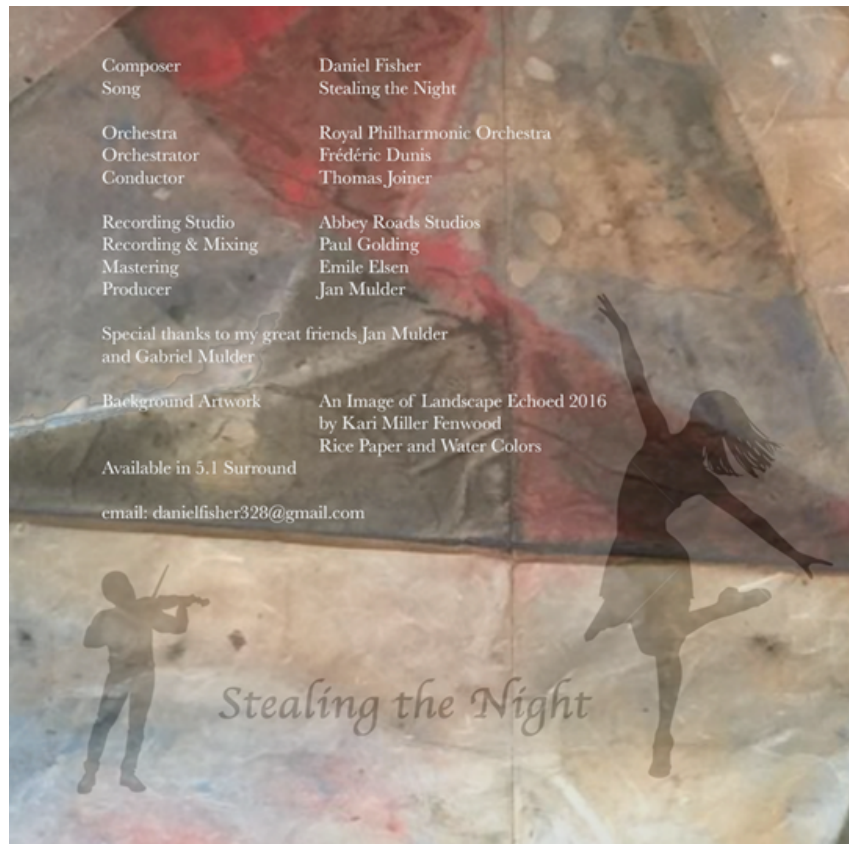 Composer Daniel Fisher
Song Stealing the Night
Orchestra Royal Philharmonic Orchestra
Orchestrator Frédéric Dunis
Conductor Thomas Joiner
Recording Studio Abbey Roads Studios
Recording & Mixing Paul Golding
Mastering Emile Elsen
Producer Jan Mulder
Special thanks to my great friends Jan Mulder
and Gabriel Mulder
Background Artwork An Image of Landscape Echoed 2016
by Kari Miller Fenwood
Rice Paper and Water Colors
Available in 5.1 Surround
email: danielfisher328@gmail.com
Stealing the Night